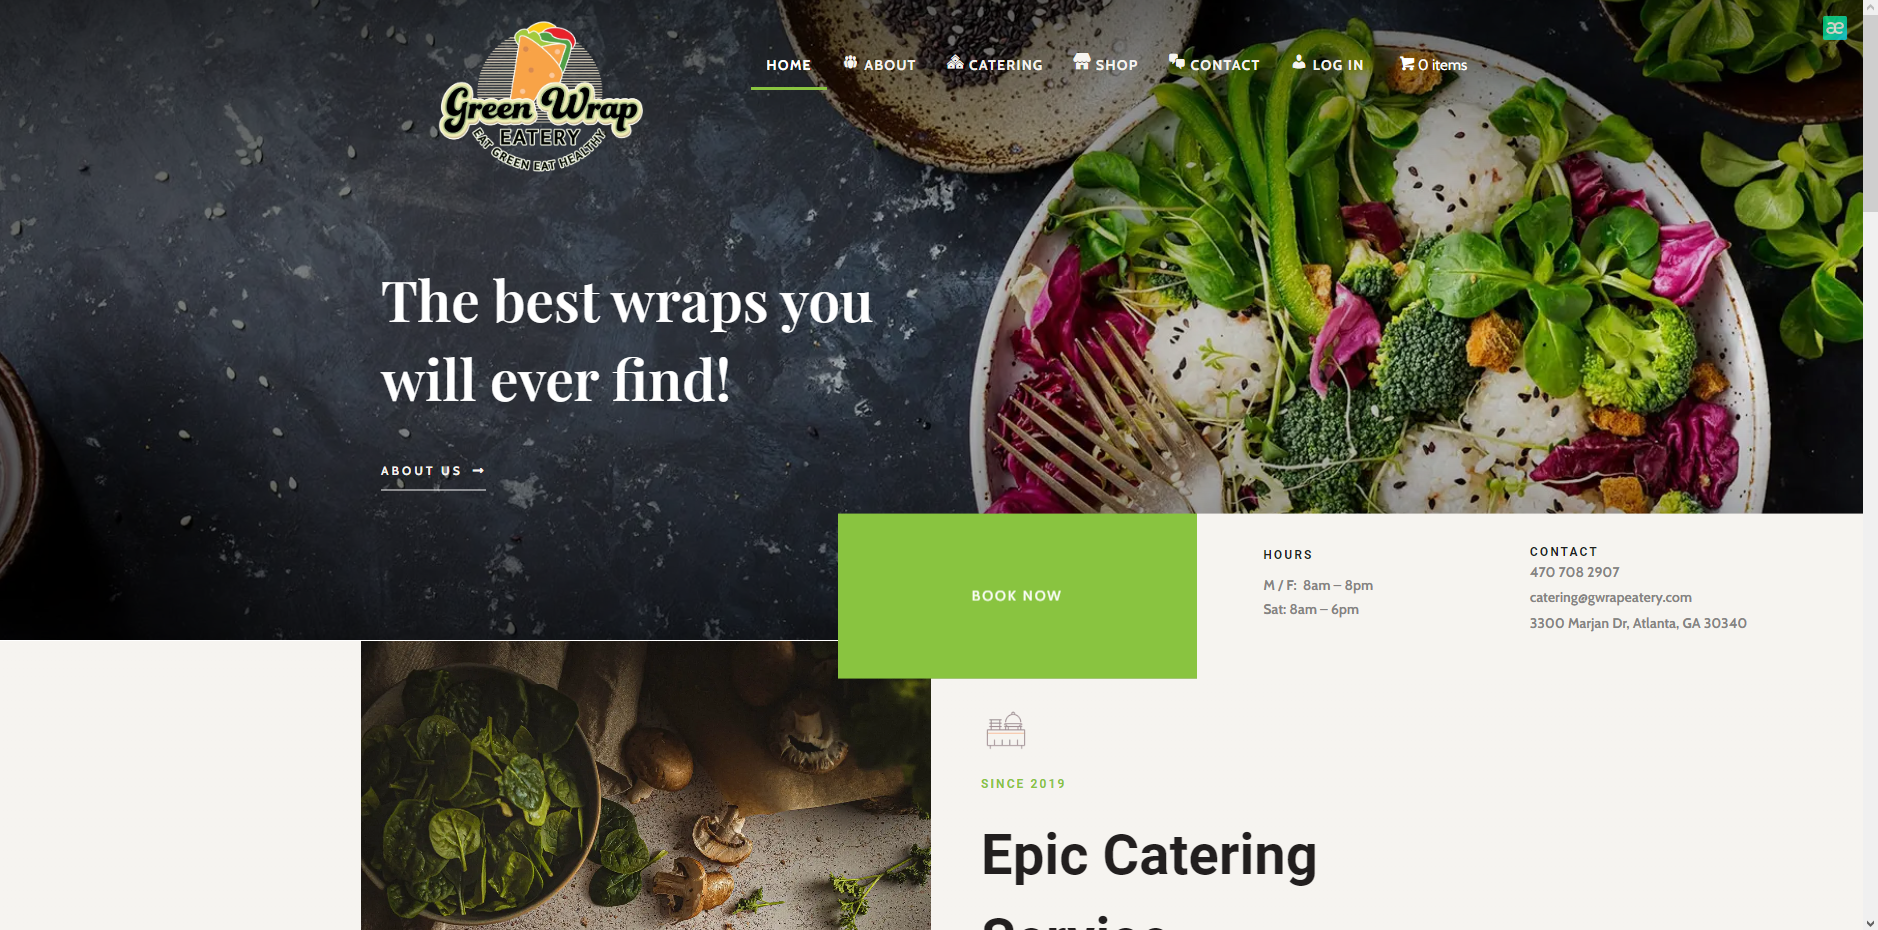 Green Wrap
EATERY
EAT GREEN EAT HEALTHY
HOME
ABOUT
CATERING
SHOP
CONTACT
LOG IN
0 items
æ
The best wraps you
will ever find!
ABOUT US →
BOOK NOW
HOURS
M / F: 8am – 8pm
Sat: 8am – 6pm
CONTACT
470 708 2907
catering@gwrapeatery.com
3300 Marjan Dr, Atlanta, GA 30340
SINCE 2019
Epic Catering
Service